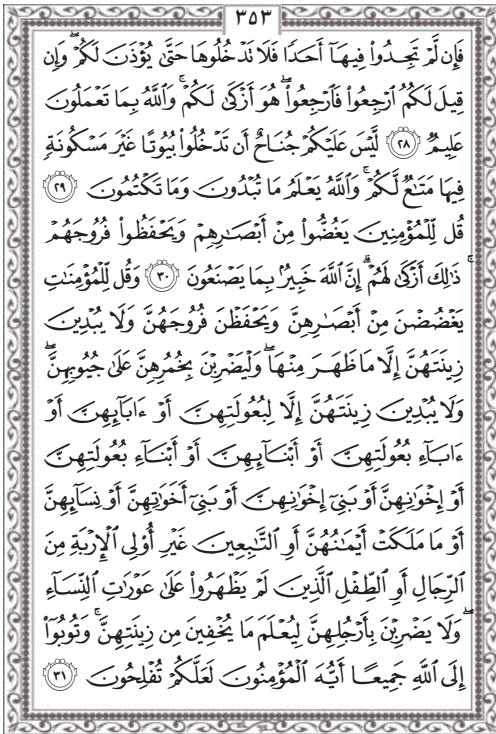 ٣٥٣
فَإِن لَّمْ تَجِدُوا۟ فِيهَآ أَحَدًا فَلَا تَدْخُلُوهَا حَتَّىٰ يُؤْذَنَ لَكُمْ ۖ وَإِن
قِيلَ لَكُمُ ٱرْجِعُوا۟ فَٱرْجِعُوا۟ ۖ هُوَ أَزْكَىٰ لَكُمْ ۚ وَٱللَّهُ بِمَا تَعْمَلُونَ
عَلِيمٌ ٢٨ لَّيْسَ عَلَيْكُمْ جُنَاحٌ أَن تَدْخُلُوا۟ بُيُوتًا غَيْرَ مَسْكُونَةٍ
فِيهَا مَتَـٰعٌ لَّكُمْ ۚ وَٱللَّهُ يَعْلَمُ مَا تُبْدُونَ وَمَا تَكْتُمُونَ ٢٩
قُل لِّلْمُؤْمِنِينَ يَغُضُّوا۟ مِنْ أَبْصَـٰرِهِمْ وَيَحْفَظُوا۟ فُرُوجَهُمْ
ۚ ذَٰلِكَ أَزْكَىٰ لَهُمْ ۗ إِنَّ ٱللَّهَ خَبِيرٌۢ بِمَا يَصْنَعُونَ ٣٠ وَقُل لِّلْمُؤْمِنَـٰتِ
يَغْضُضْنَ مِنْ أَبْصَـٰرِهِنَّ وَيَحْفَظْنَ فُرُوجَهُنَّ وَلَا يُبْدِينَ
زِينَتَهُنَّ إِلَّا مَا ظَهَرَ مِنْهَا ۖ وَلْيَضْرِبْنَ بِخُمُرِهِنَّ عَلَىٰ جُيُوبِهِنَّ ۖ
وَلَا يُبْدِينَ زِينَتَهُنَّ إِلَّا لِبُعُولَتِهِنَّ أَوْ ءَابَآئِهِنَّ أَوْ
ءَابَآءِ بُعُولَتِهِنَّ أَوْ أَبْنَآئِهِنَّ أَوْ أَبْنَآءِ بُعُولَتِهِنَّ
أَوْ إِخْوَٰنِهِنَّ أَوْ بَنِىٓ إِخْوَٰنِهِنَّ أَوْ بَنِىٓ أَخَوَٰتِهِنَّ أَوْ نِسَآئِهِنَّ
أَوْ مَا مَلَكَتْ أَيْمَـٰنُهُنَّ أَوِ ٱلتَّـٰبِعِينَ غَيْرِ أُو۟لِى ٱلْإِرْبَةِ مِنَ
ٱلرِّجَالِ أَوِ ٱلطِّفْلِ ٱلَّذِينَ لَمْ يَظْهَرُوا۟ عَلَىٰ عَوْرَٰتِ ٱلنِّسَآءِ
ۖ وَلَا يَضْرِبْنَ بِأَرْجُلِهِنَّ لِيُعْلَمَ مَا يُخْفِينَ مِن زِينَتِهِنَّ ۚ وَتُوبُوٓا۟
إِلَى ٱللَّهِ جَمِيعًا أَيُّهَ ٱلْمُؤْمِنُونَ لَعَلَّكُمْ تُفْلِحُونَ ٣١